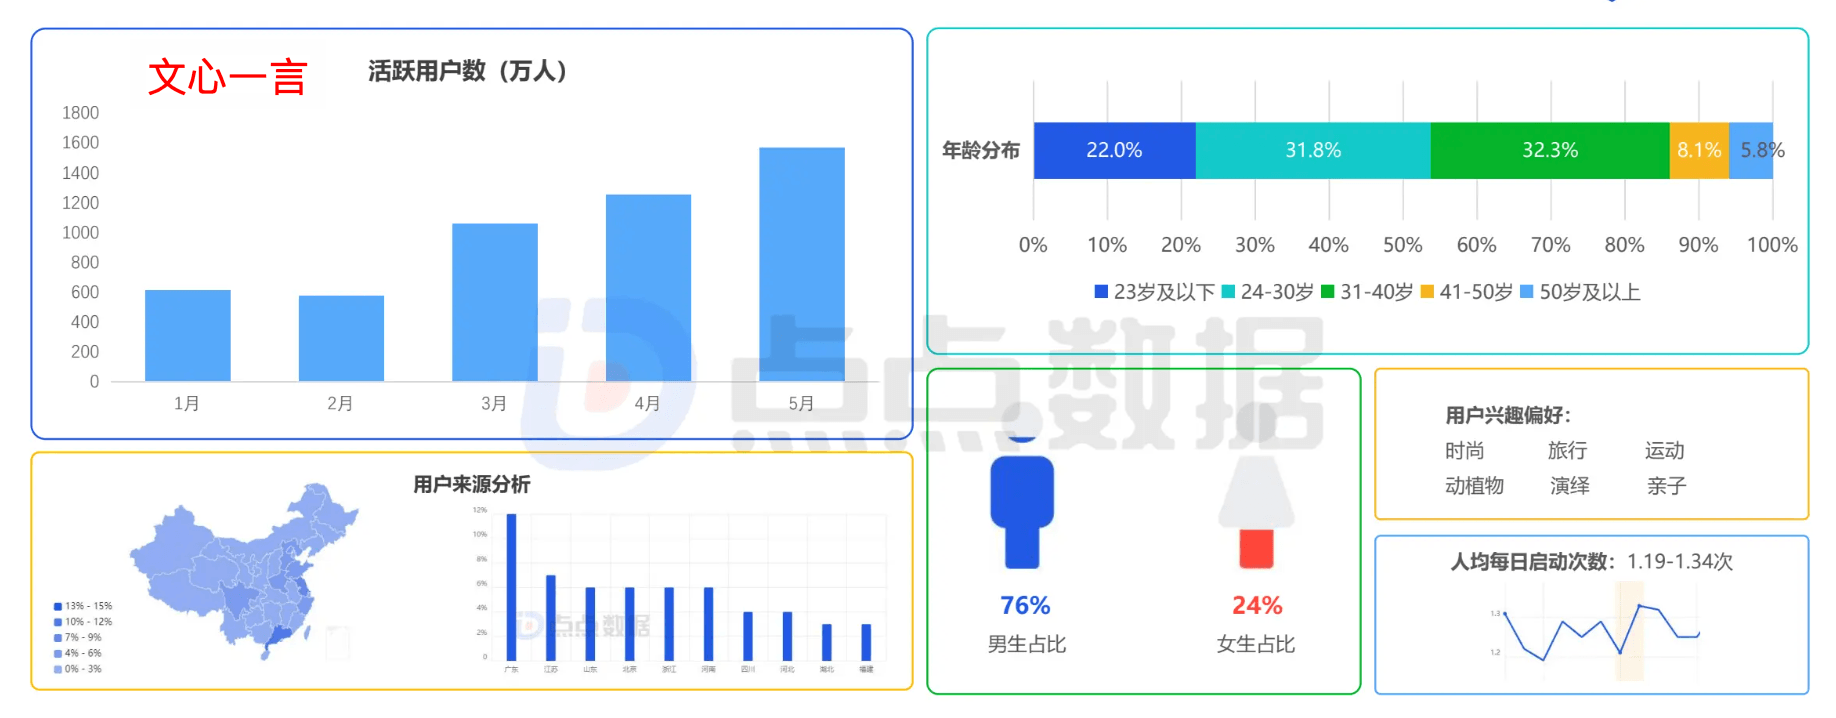 文心一言
活跃用户数（万人）
1800
1600
1400
1200
1000
800
600
400
200
0
1月 2月 3月 4月 5月
年龄分布
22.0% 31.8% 32.3% 8.1% 5.8%
0% 10% 20% 30% 40% 50% 60% 70% 80% 90% 100%
23岁及以下 24-30岁 31-40岁 41-50岁 50岁及以上
点点数据
用户来源分析
13% - 15%
10% - 12%
7% - 9%
4% - 6%
0% - 3%
12%
10%
8%
6%
4%
2%
0
点点数据
广东 江苏 山东 北京 浙江 河南 四川 河北 湖北 福建
76% 24%
男生占比 女生占比
用户兴趣偏好：
时尚 旅行 运动
动植物 演绎 亲子
人均每日启动次数：1.19-1.34次
1.3
1.2